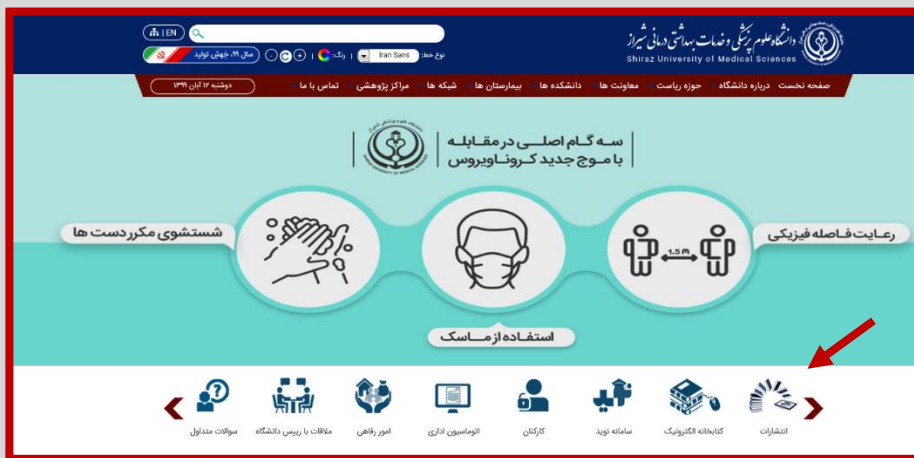 دانشگاه علوم پزشکی و خدمات بهداشتی درمانی شیراز
Shiraz University of Medical Sciences
| EN
نوع خط: Iran Sans | رنگ: | + C -
سال ۹۹، جهش تولید
صفحه نخست درباره دانشگاه حوزه ریاست معاونت ها دانشکده ها بیمارستان ها شبکه ها مراکز پژوهشی تماس با ما
دوشنبه ۱۲ آبان ۱۳۹۹
سه گام اصلی در مقابله
با موج جدید کروناویروس
رعایت فاصله فیزیکی
1.5 m
شستشوی مکرر دست ها
استفاده از ماسک
انتشارات
کتابخانه الکترونیک
سامانه نوید
کارکنان
اتوماسیون اداری
امور رفاهی
ملاقات با رییس دانشگاه
سوالات متداول